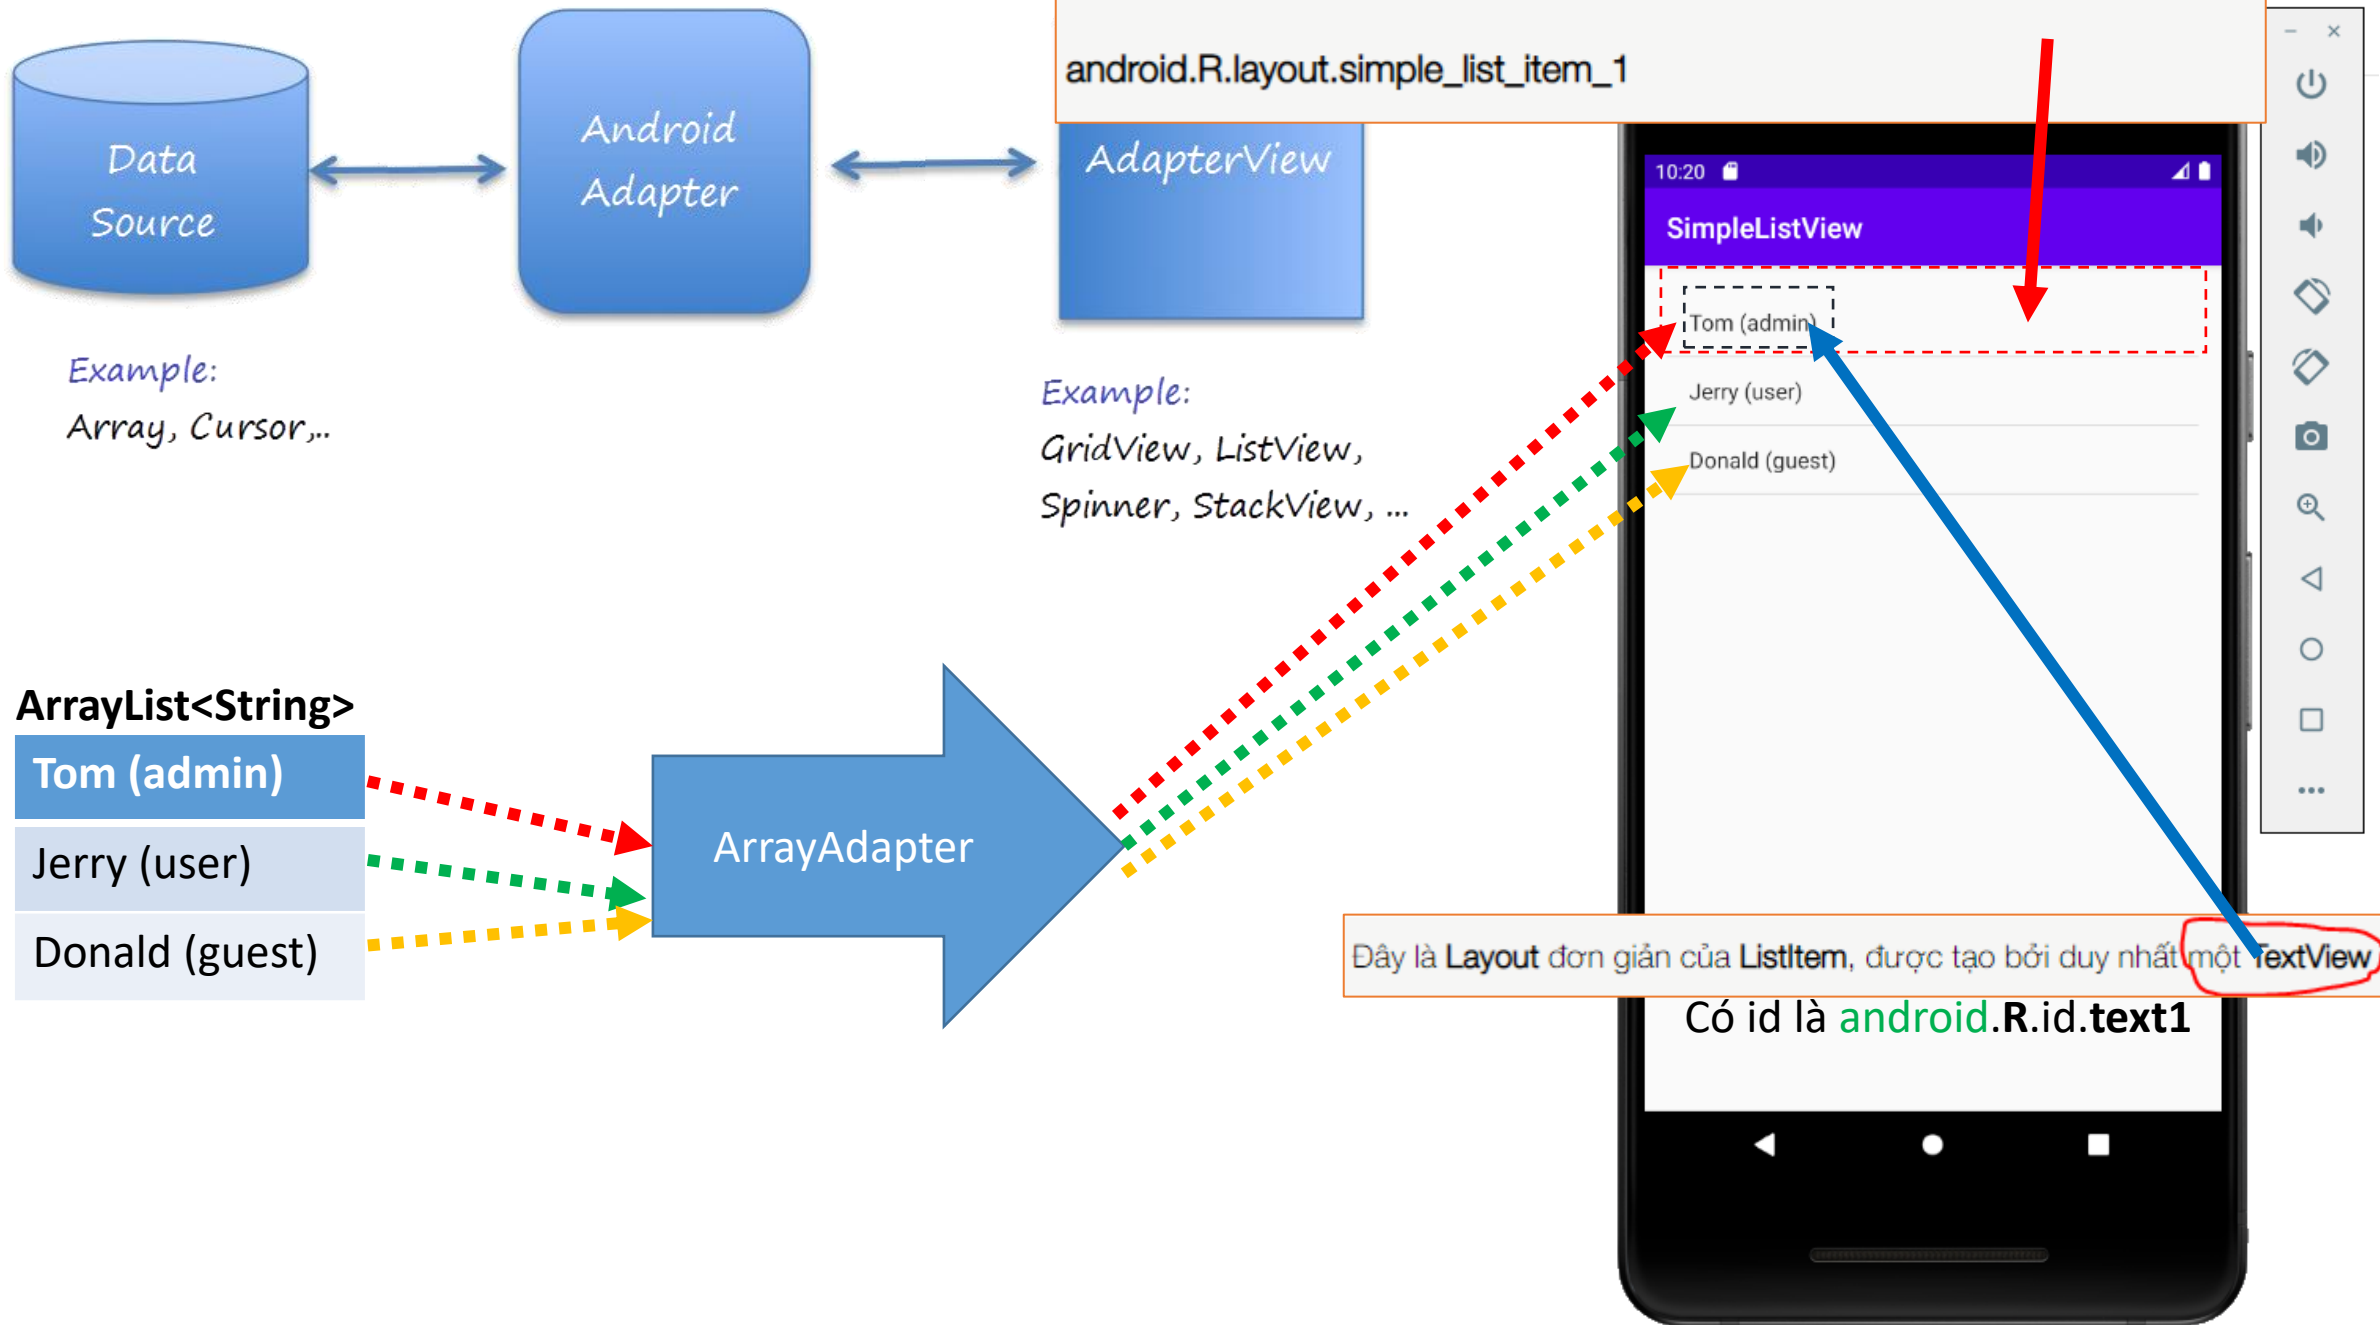 Data
Source
Android
Adapter
android.R.layout.simple_list_item_1
AdapterView
Example:
Array, Cursor,..
Example:
GridView, ListView,
Spinner, StackView, ...
10:20
SimpleListView
Tom (admin)
Jerry (user)
Donald (guest)
ArrayList<String>
Tom (admin)
Jerry (user)
Donald (guest)
ArrayAdapter
Đây là Layout đơn giản của ListItem, được tạo bởi duy nhất một TextView
Có id là android.R.id.text1